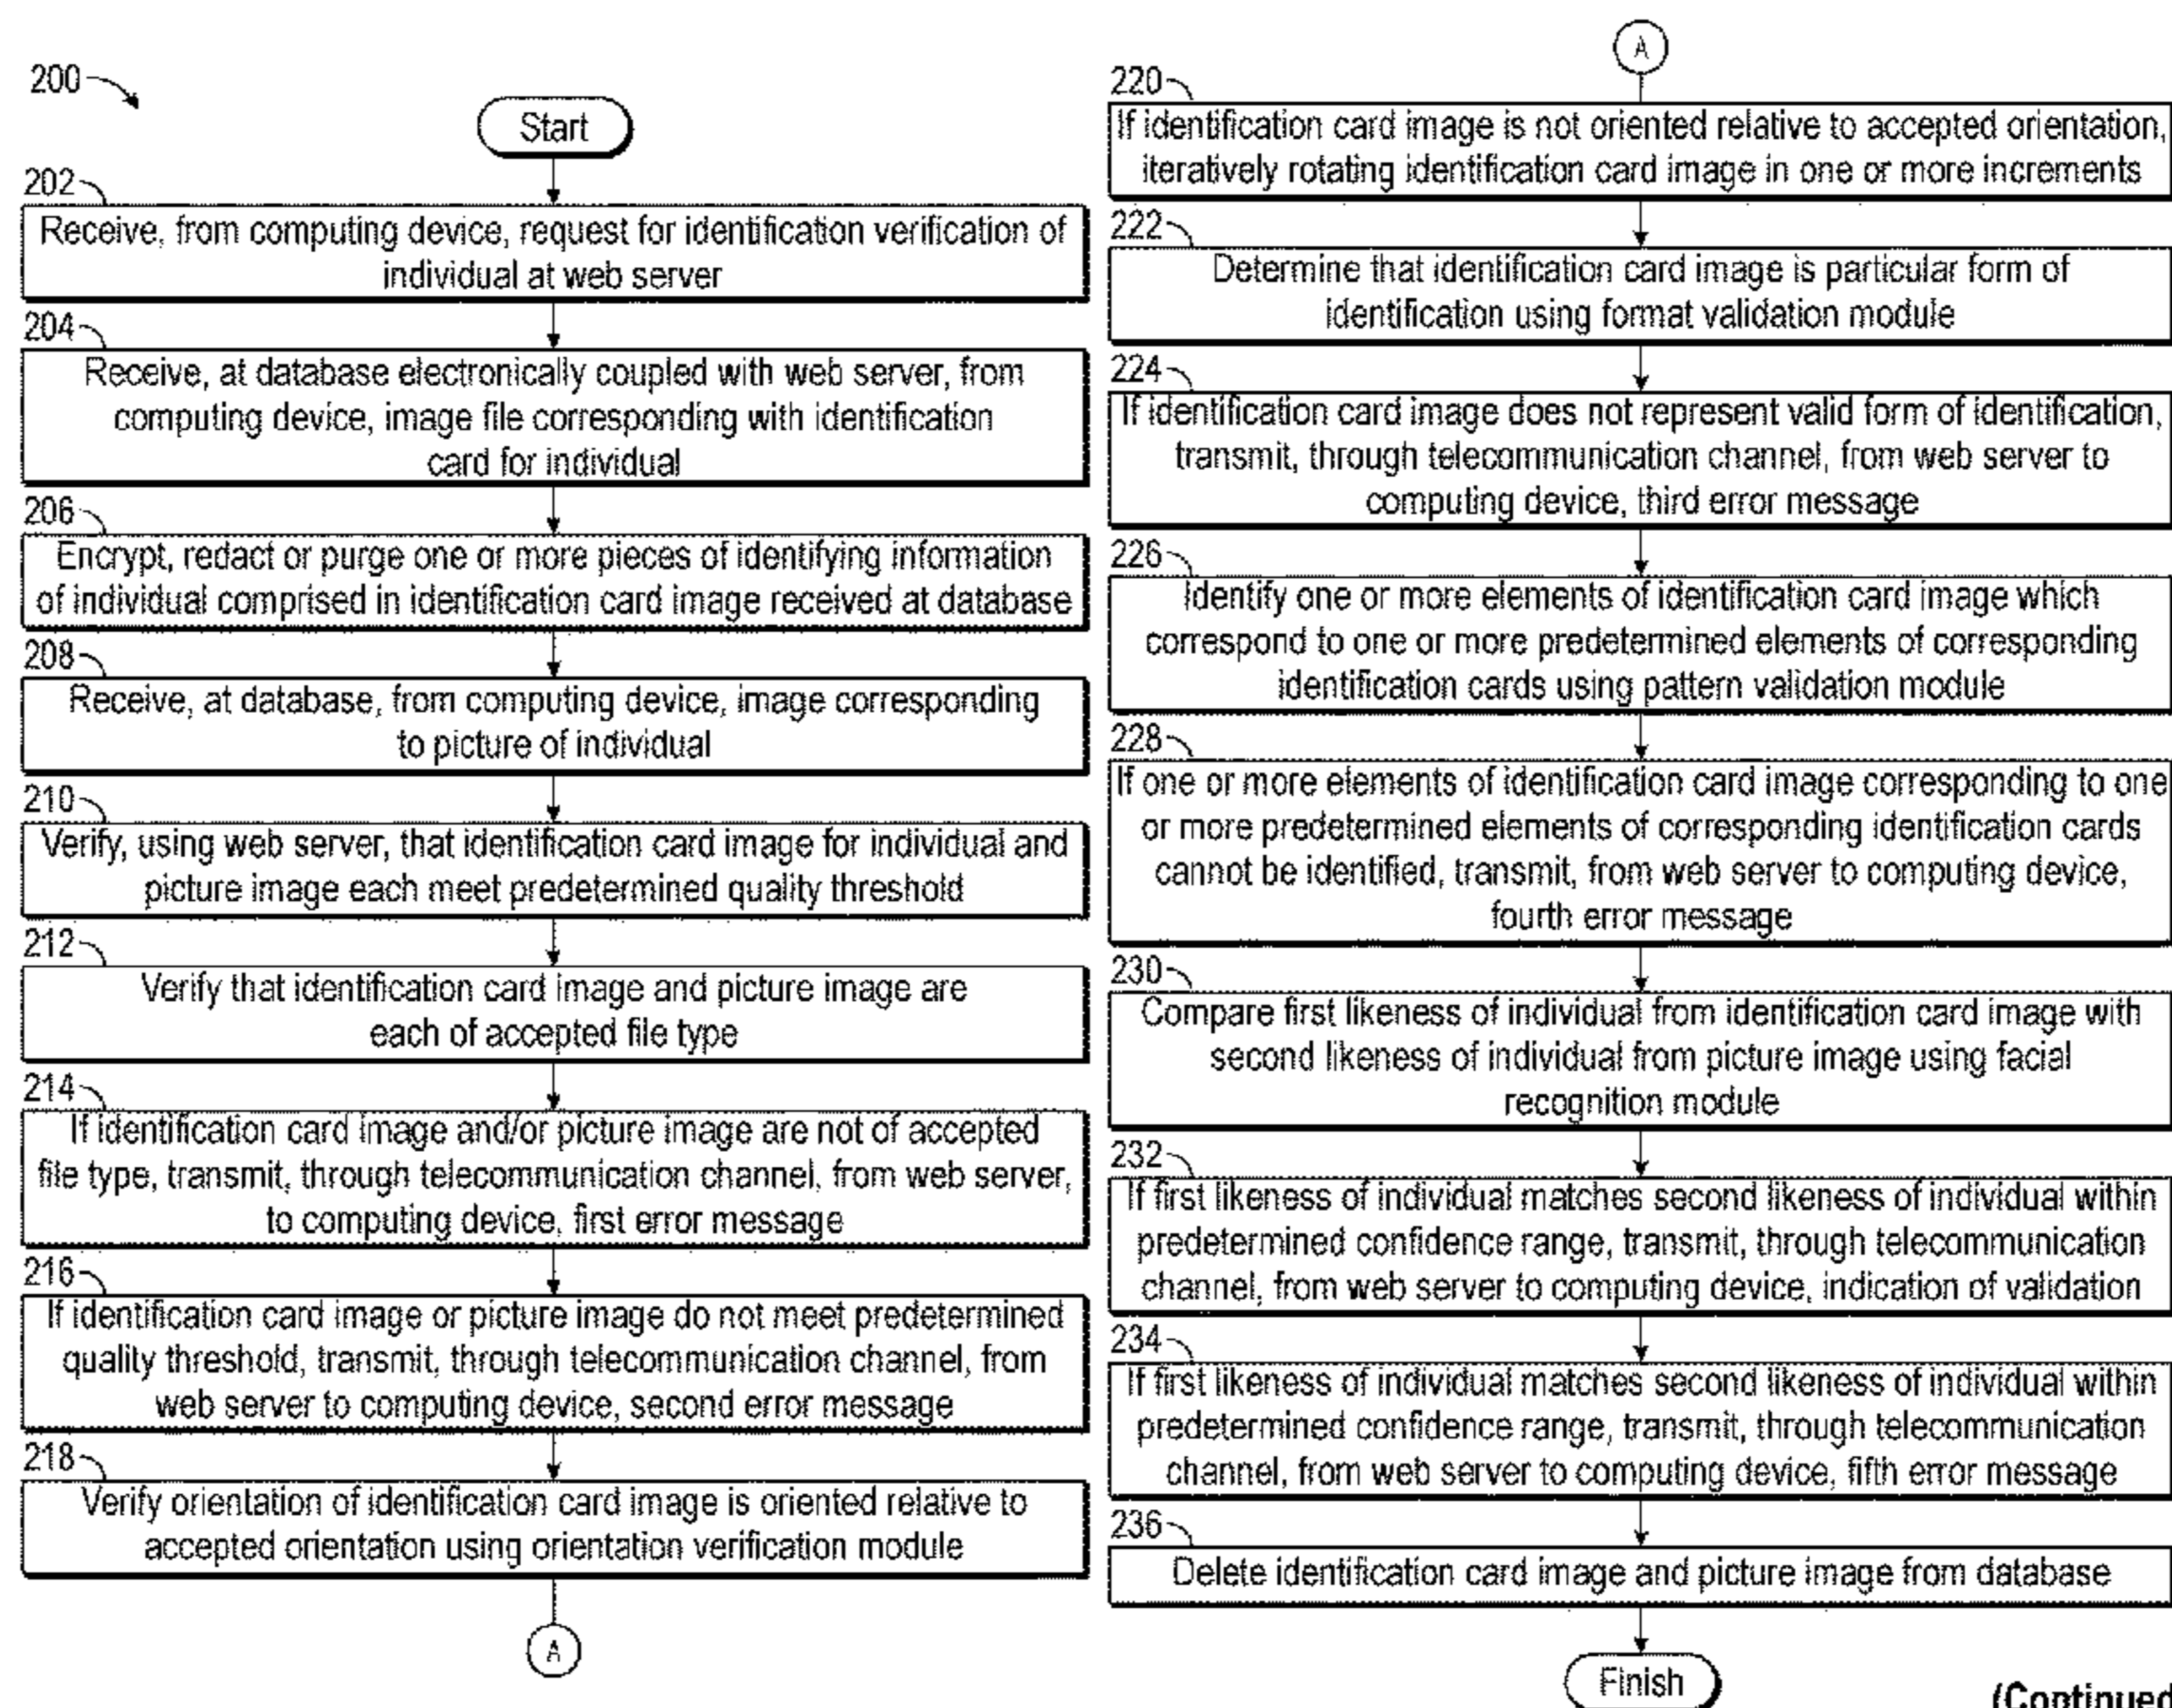 200
Start
202
Receive, from computing device, request for identification verification of
individual at web server
204
Receive, at database electronically coupled with web server, from
computing device, image file corresponding with identification
card for individual
206
Encrypt, redact or purge one or more pieces of identifying information
of individual comprised in identification card image received at database
208
Receive, at database, from computing device, image corresponding
to picture of individual
210
Verify, using web server, that identification card image for individual and
picture image each meet predetermined quality threshold
212
Verify that identification card image and picture image are
each of accepted file type
214
If identification card image and/or picture image are not of accepted
file type, transmit, through telecommunication channel, from web server,
to computing device, first error message
216
If identification card image or picture image do not meet predetermined
quality threshold, transmit, through telecommunication channel, from
web server to computing device, second error message
218
Verify orientation of identification card image is oriented relative to
accepted orientation using orientation verification module
A
A
220
If identification card image is not oriented relative to accepted orientation,
iteratively rotating identification card image in one or more increments
222
Determine that identification card image is particular form of
identification using format validation module
224
If identification card image does not represent valid form of identification,
transmit, through telecommunication channel, from web server to
computing device, third error message
226
Identify one or more elements of identification card image which
correspond to one or more predetermined elements of corresponding
identification cards using pattern validation module
228
If one or more elements of identification card image corresponding to one
or more predetermined elements of corresponding identification cards
cannot be identified, transmit, from web server to computing device,
fourth error message
230
Compare first likeness of individual from identification card image with
second likeness of individual from picture image using facial
recognition module
232
If first likeness of individual matches second likeness of individual within
predetermined confidence range, transmit, through telecommunication
channel, from web server to computing device, indication of validation
234
If first likeness of individual matches second likeness of individual within
predetermined confidence range, transmit, through telecommunication
channel, from web server to computing device, fifth error message
236
Delete identification card image and picture image from database
Finish
(Continued